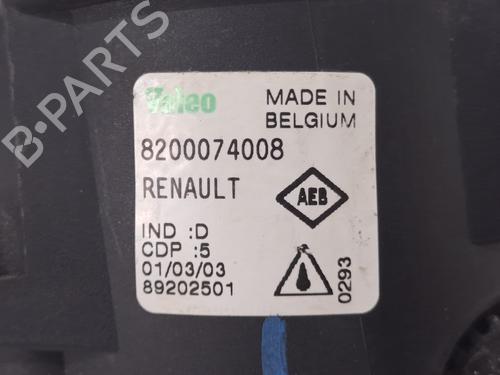 B-PARTS
Valeo
MADE IN
BELGIUM
8200074008
RENAULT
AEB
IND :D
CDP :5
01/03/03
89202501
0293